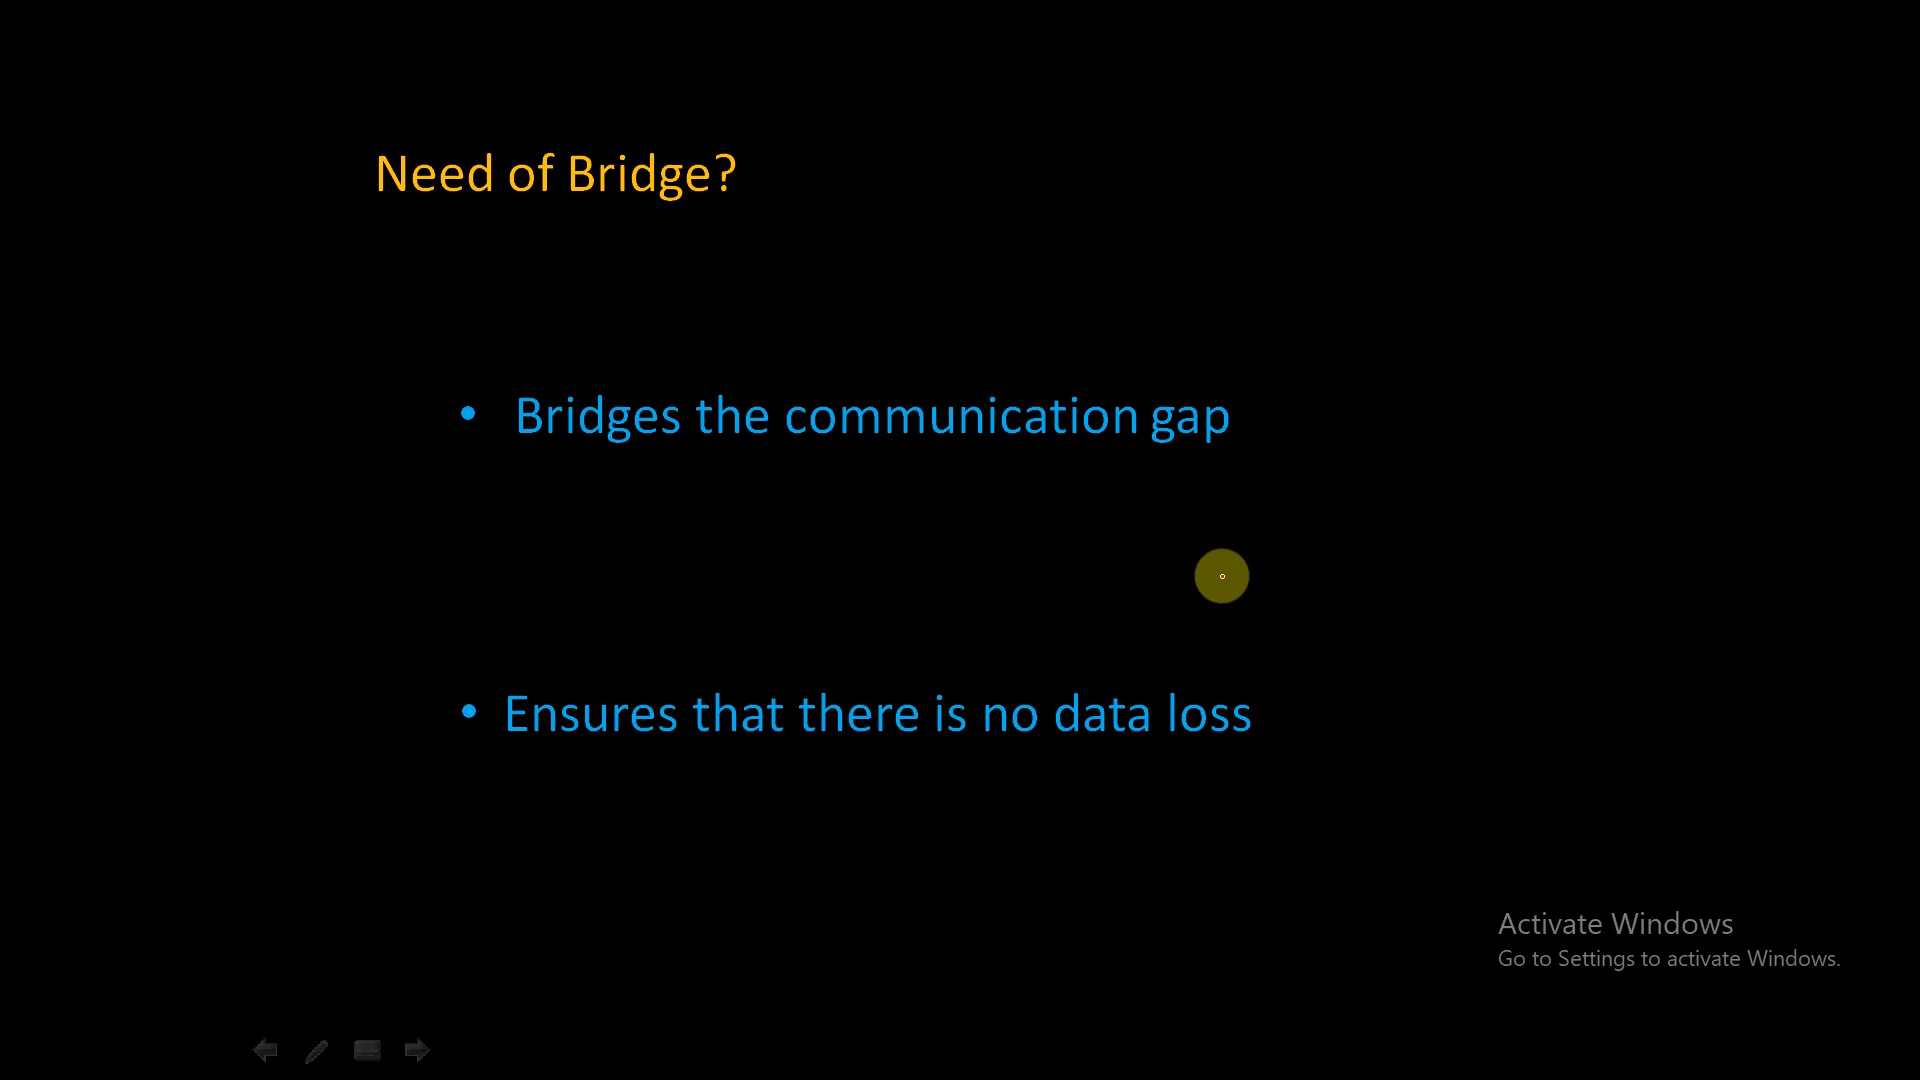 Need of Bridge?
• Bridges the communication gap
• Ensures that there is no data loss
Activate Windows
Go to Settings to activate Windows.